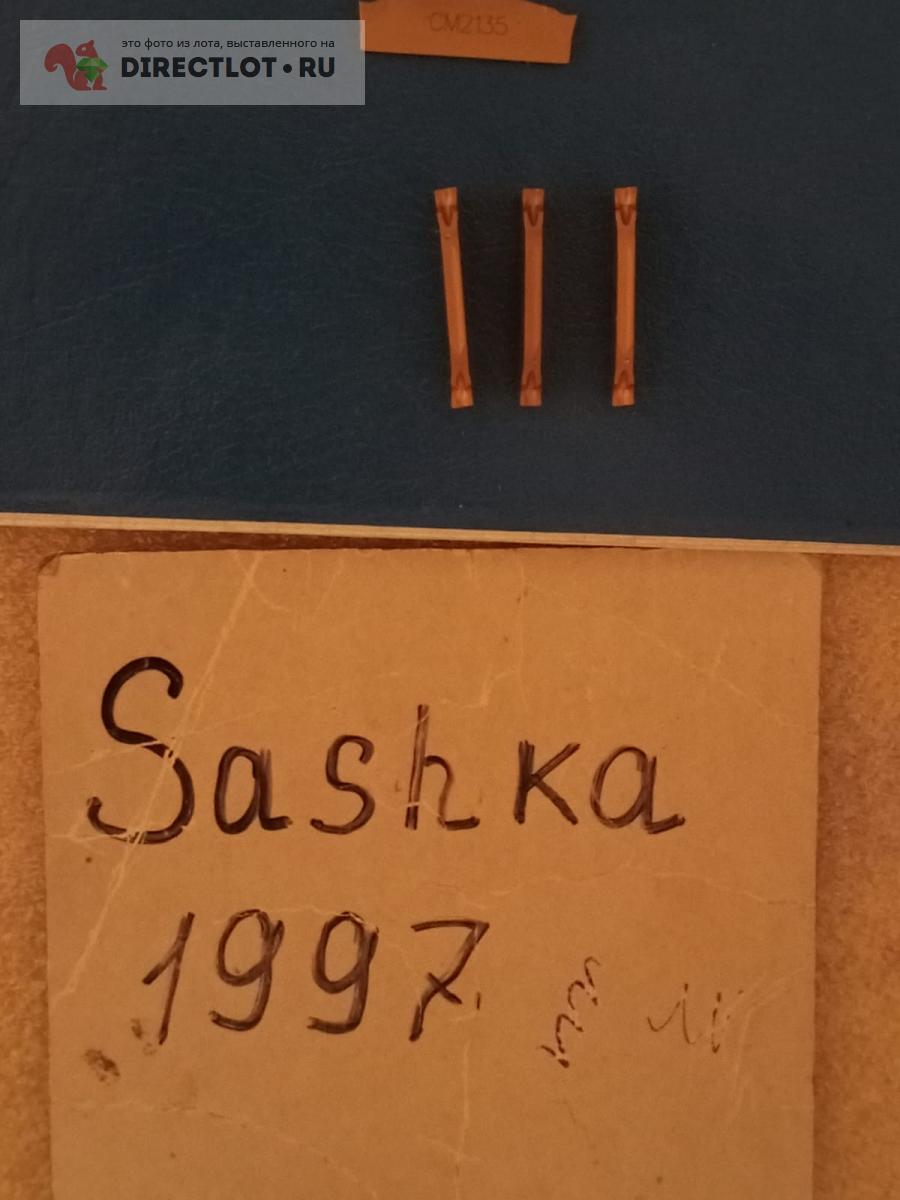 CM2135
это фото из лота, выставленного на
DIRECTLOT • RU
Sashka
1997